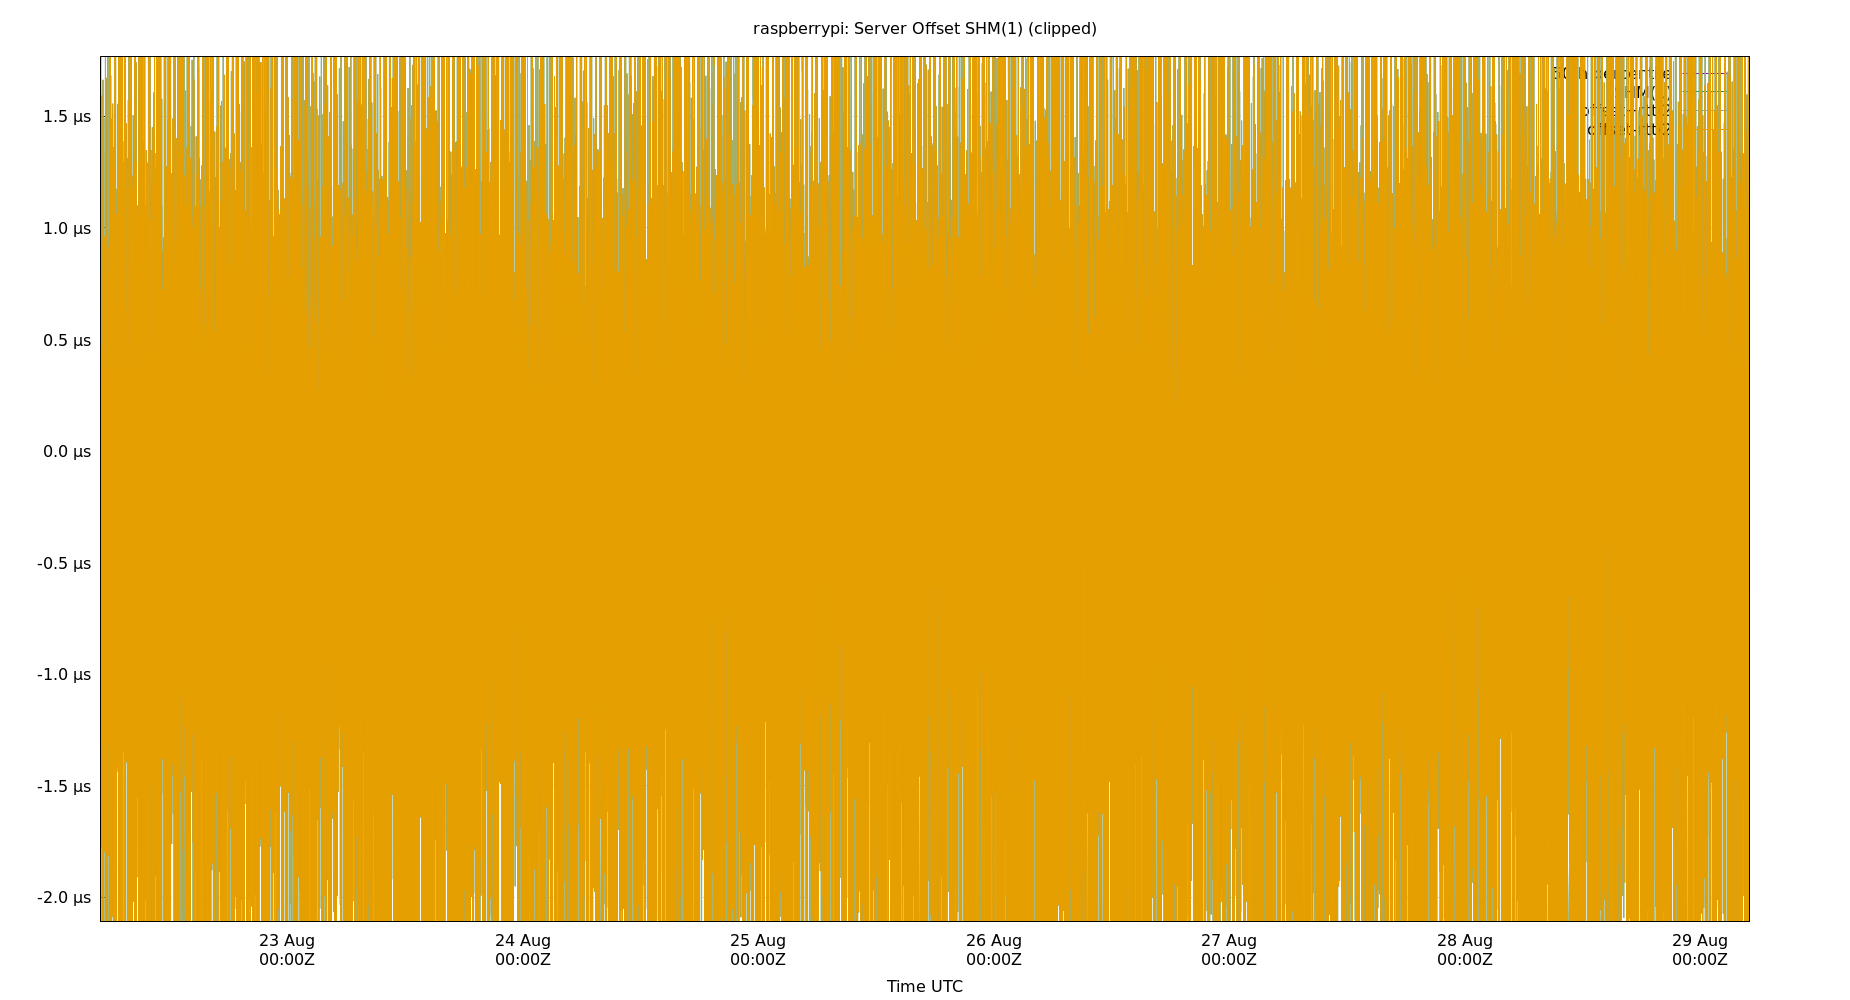 raspberrypi: Server Offset SHM(1) (clipped)
1.5 µs
1.0 µs
0.5 µs
0.0 µs
-0.5 µs
-1.0 µs
-1.5 µs
-2.0 µs
23 Aug 24 Aug 25 Aug 26 Aug 27 Aug 28 Aug 29 Aug
00:00Z 00:00Z 00:00Z 00:00Z 00:00Z 00:00Z 00:00Z
Time UTC